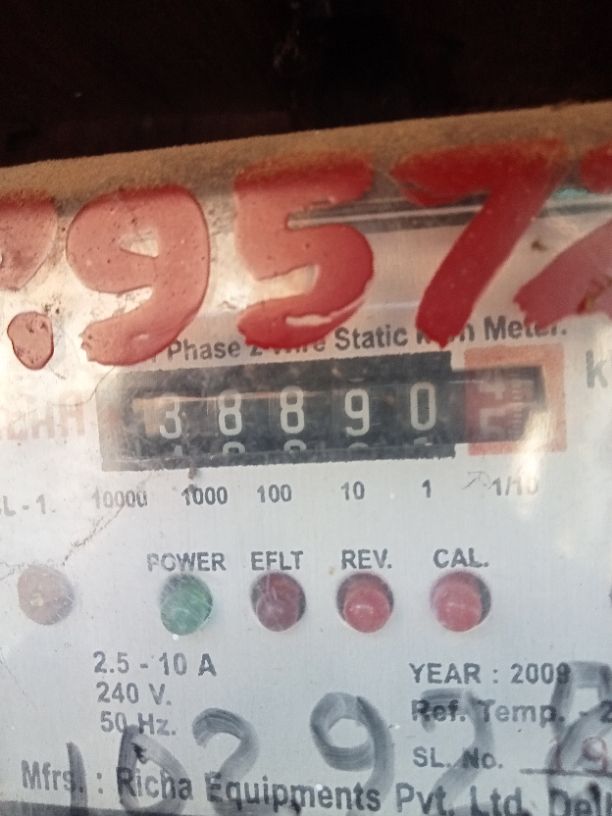 957
Phase 2 Wire Static kwh Meter.
38890
10000 1000 100 10 1 1/10
POWER EFLT REV. CAL.
2.5 - 10 A
240 V.
50 Hz.
YEAR : 2009
Ref. Temp. -
SL. No.
Mfrs. : Richa Equipments Pvt. Ltd.